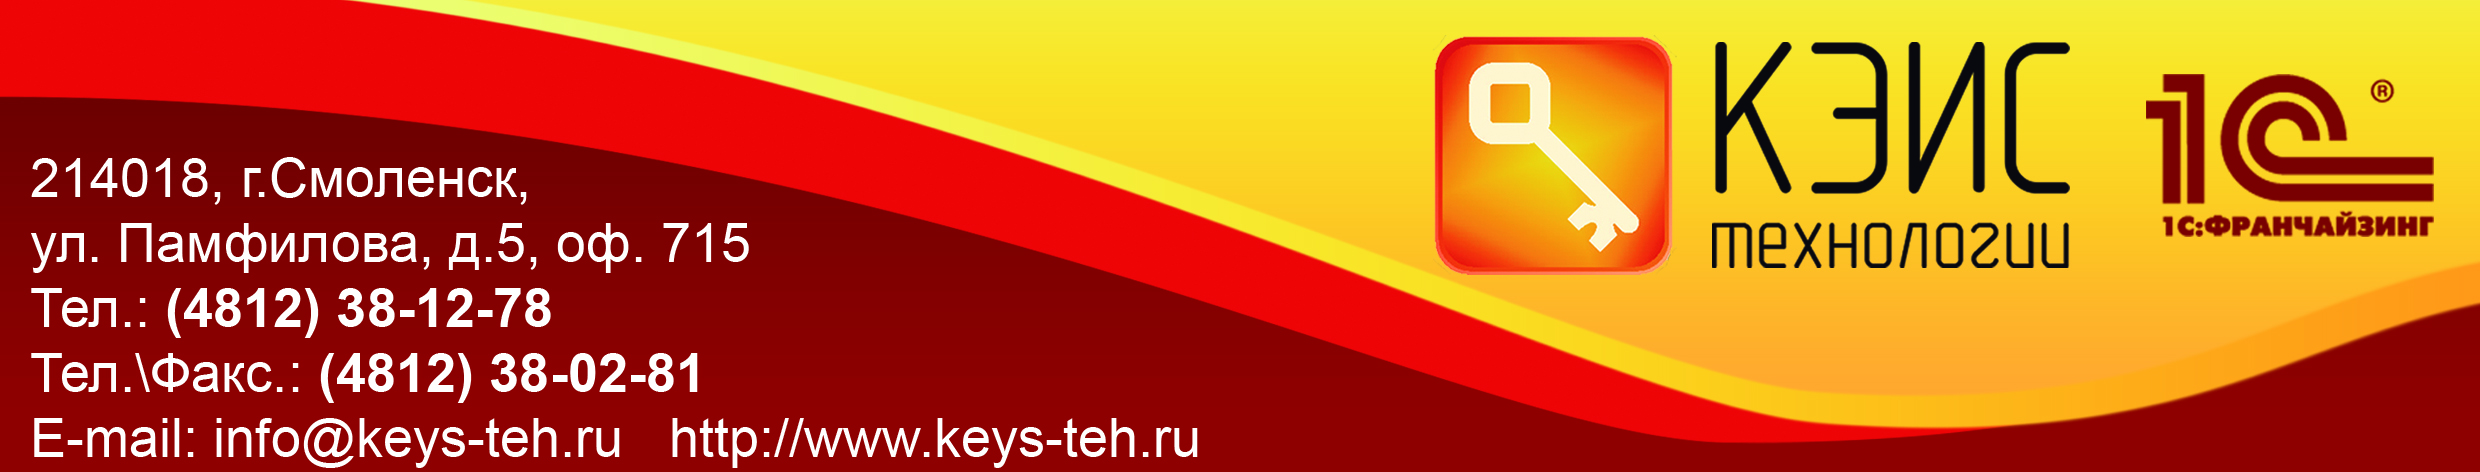 214018, г.Смоленск,
ул. Памфилова, д.5, оф. 715
Тел.: (4812) 38-12-78
Тел.\Факс.: (4812) 38-02-81
E-mail: info@keys-teh.ru http://www.keys-teh.ru
КЭИС
технологии
1С®
1С:ФРАНЧАЙЗИНГ